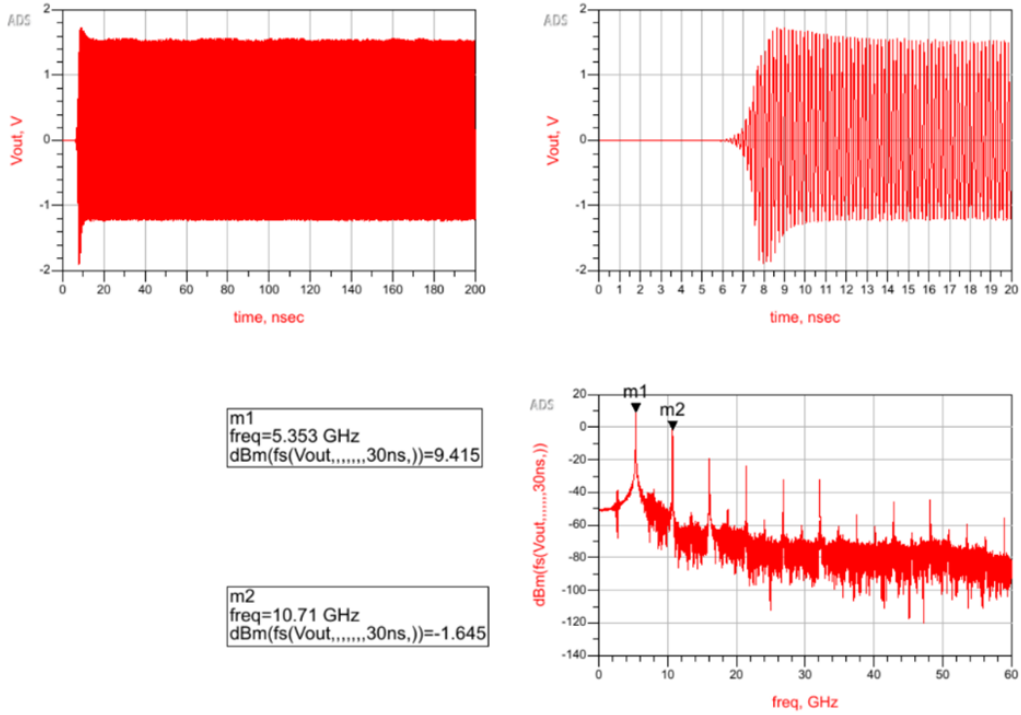 ADS
2
1
0
-1
-2
Vout, V
0 20 40 60 80 100 120 140 160 180 200
time, nsec
ADS
2
1
0
-1
-2
Vout, V
0 1 2 3 4 5 6 7 8 9 10 11 12 13 14 15 16 17 18 19 20
time, nsec
m1
freq=5.353 GHz
dBm(fs(Vout,,,,,,,30ns,))=9.415
m2
freq=10.71 GHz
dBm(fs(Vout,,,,,,,30ns,))=-1.645
ADS
m1
m2
20
0
-20
-40
-60
-80
-100
-120
-140
dBm(fs(Vout,,,,,,,30ns,))
0 10 20 30 40 50 60
freq, GHz